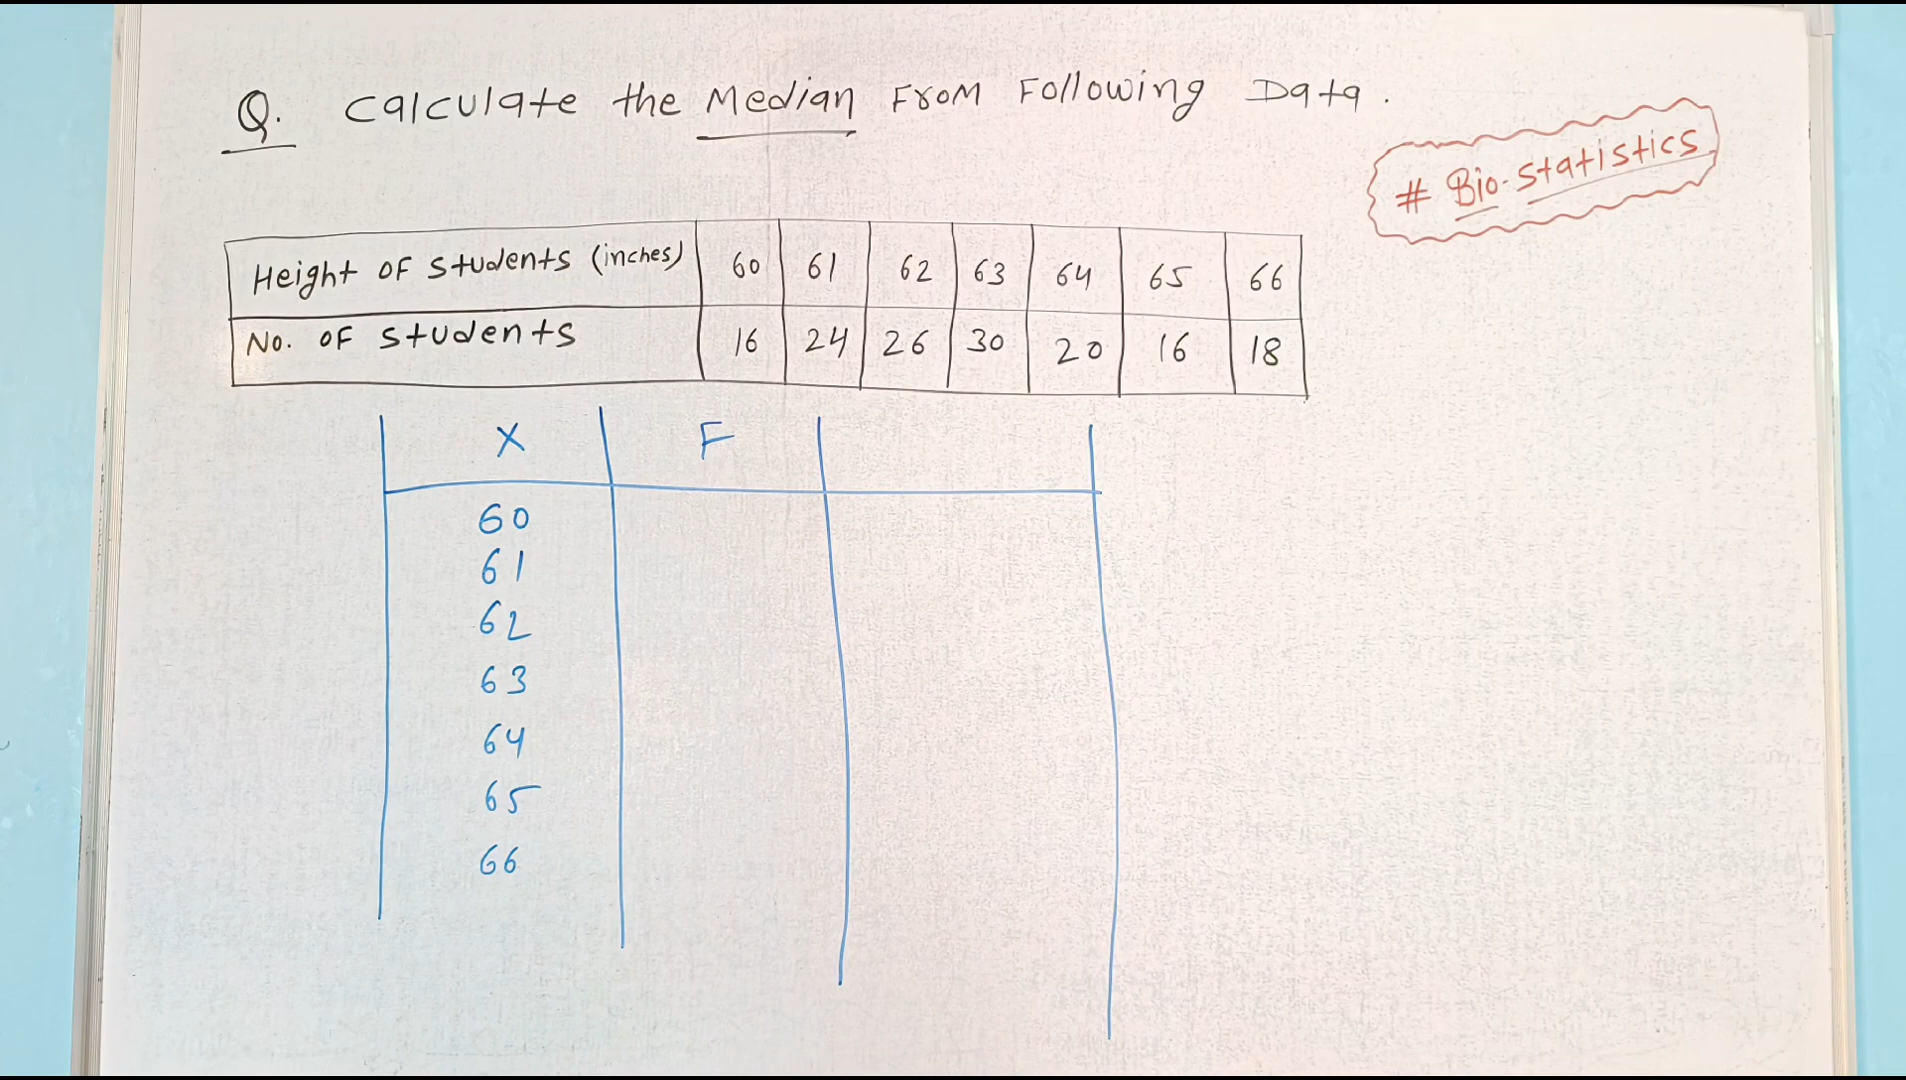 Q. Calculate the Median From Following Data.
# Bio-statistics
Height of students (inches) 60 61 62 63 64 65 66
No. of students 16 24 26 30 20 16 18
X F
60
61
62
63
64
65
66